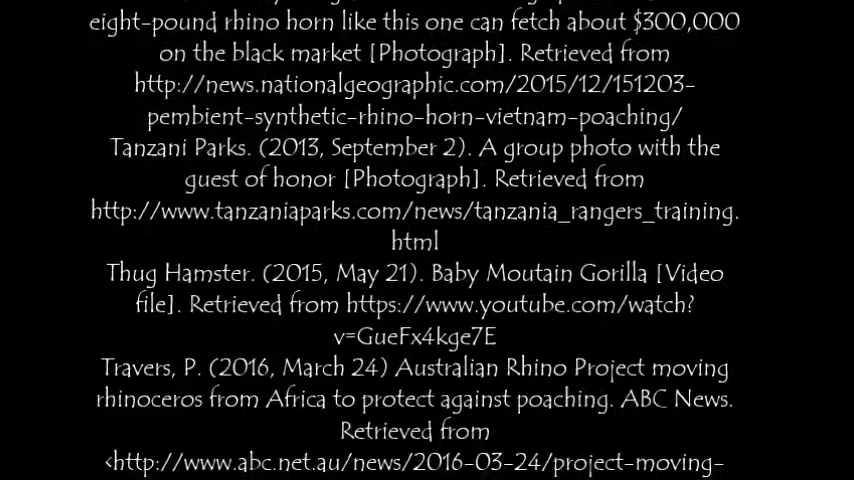 eight-pound rhino horn like this one can fetch about $300,000
on the black market [Photograph]. Retrieved from
http://news.nationalgeographic.com/2015/12/151203-
pembient-synthetic-rhino-horn-vietnam-poaching/
Tanzani Parks. (2013, September 2). A group photo with the
guest of honor [Photograph]. Retrieved from
http://www.tanzaniaparks.com/news/tanzania_rangers_training.
html
Thug Hamster. (2015, May 21). Baby Moutain Gorilla [Video
file]. Retrieved from https://www.youtube.com/watch?
v=GueFx4kge7E
Travers, P. (2016, March 24) Australian Rhino Project moving
rhinoceros from Africa to protect against poaching. ABC News.
Retrieved from
<http://www.abc.net.au/news/2016-03-24/project-moving-